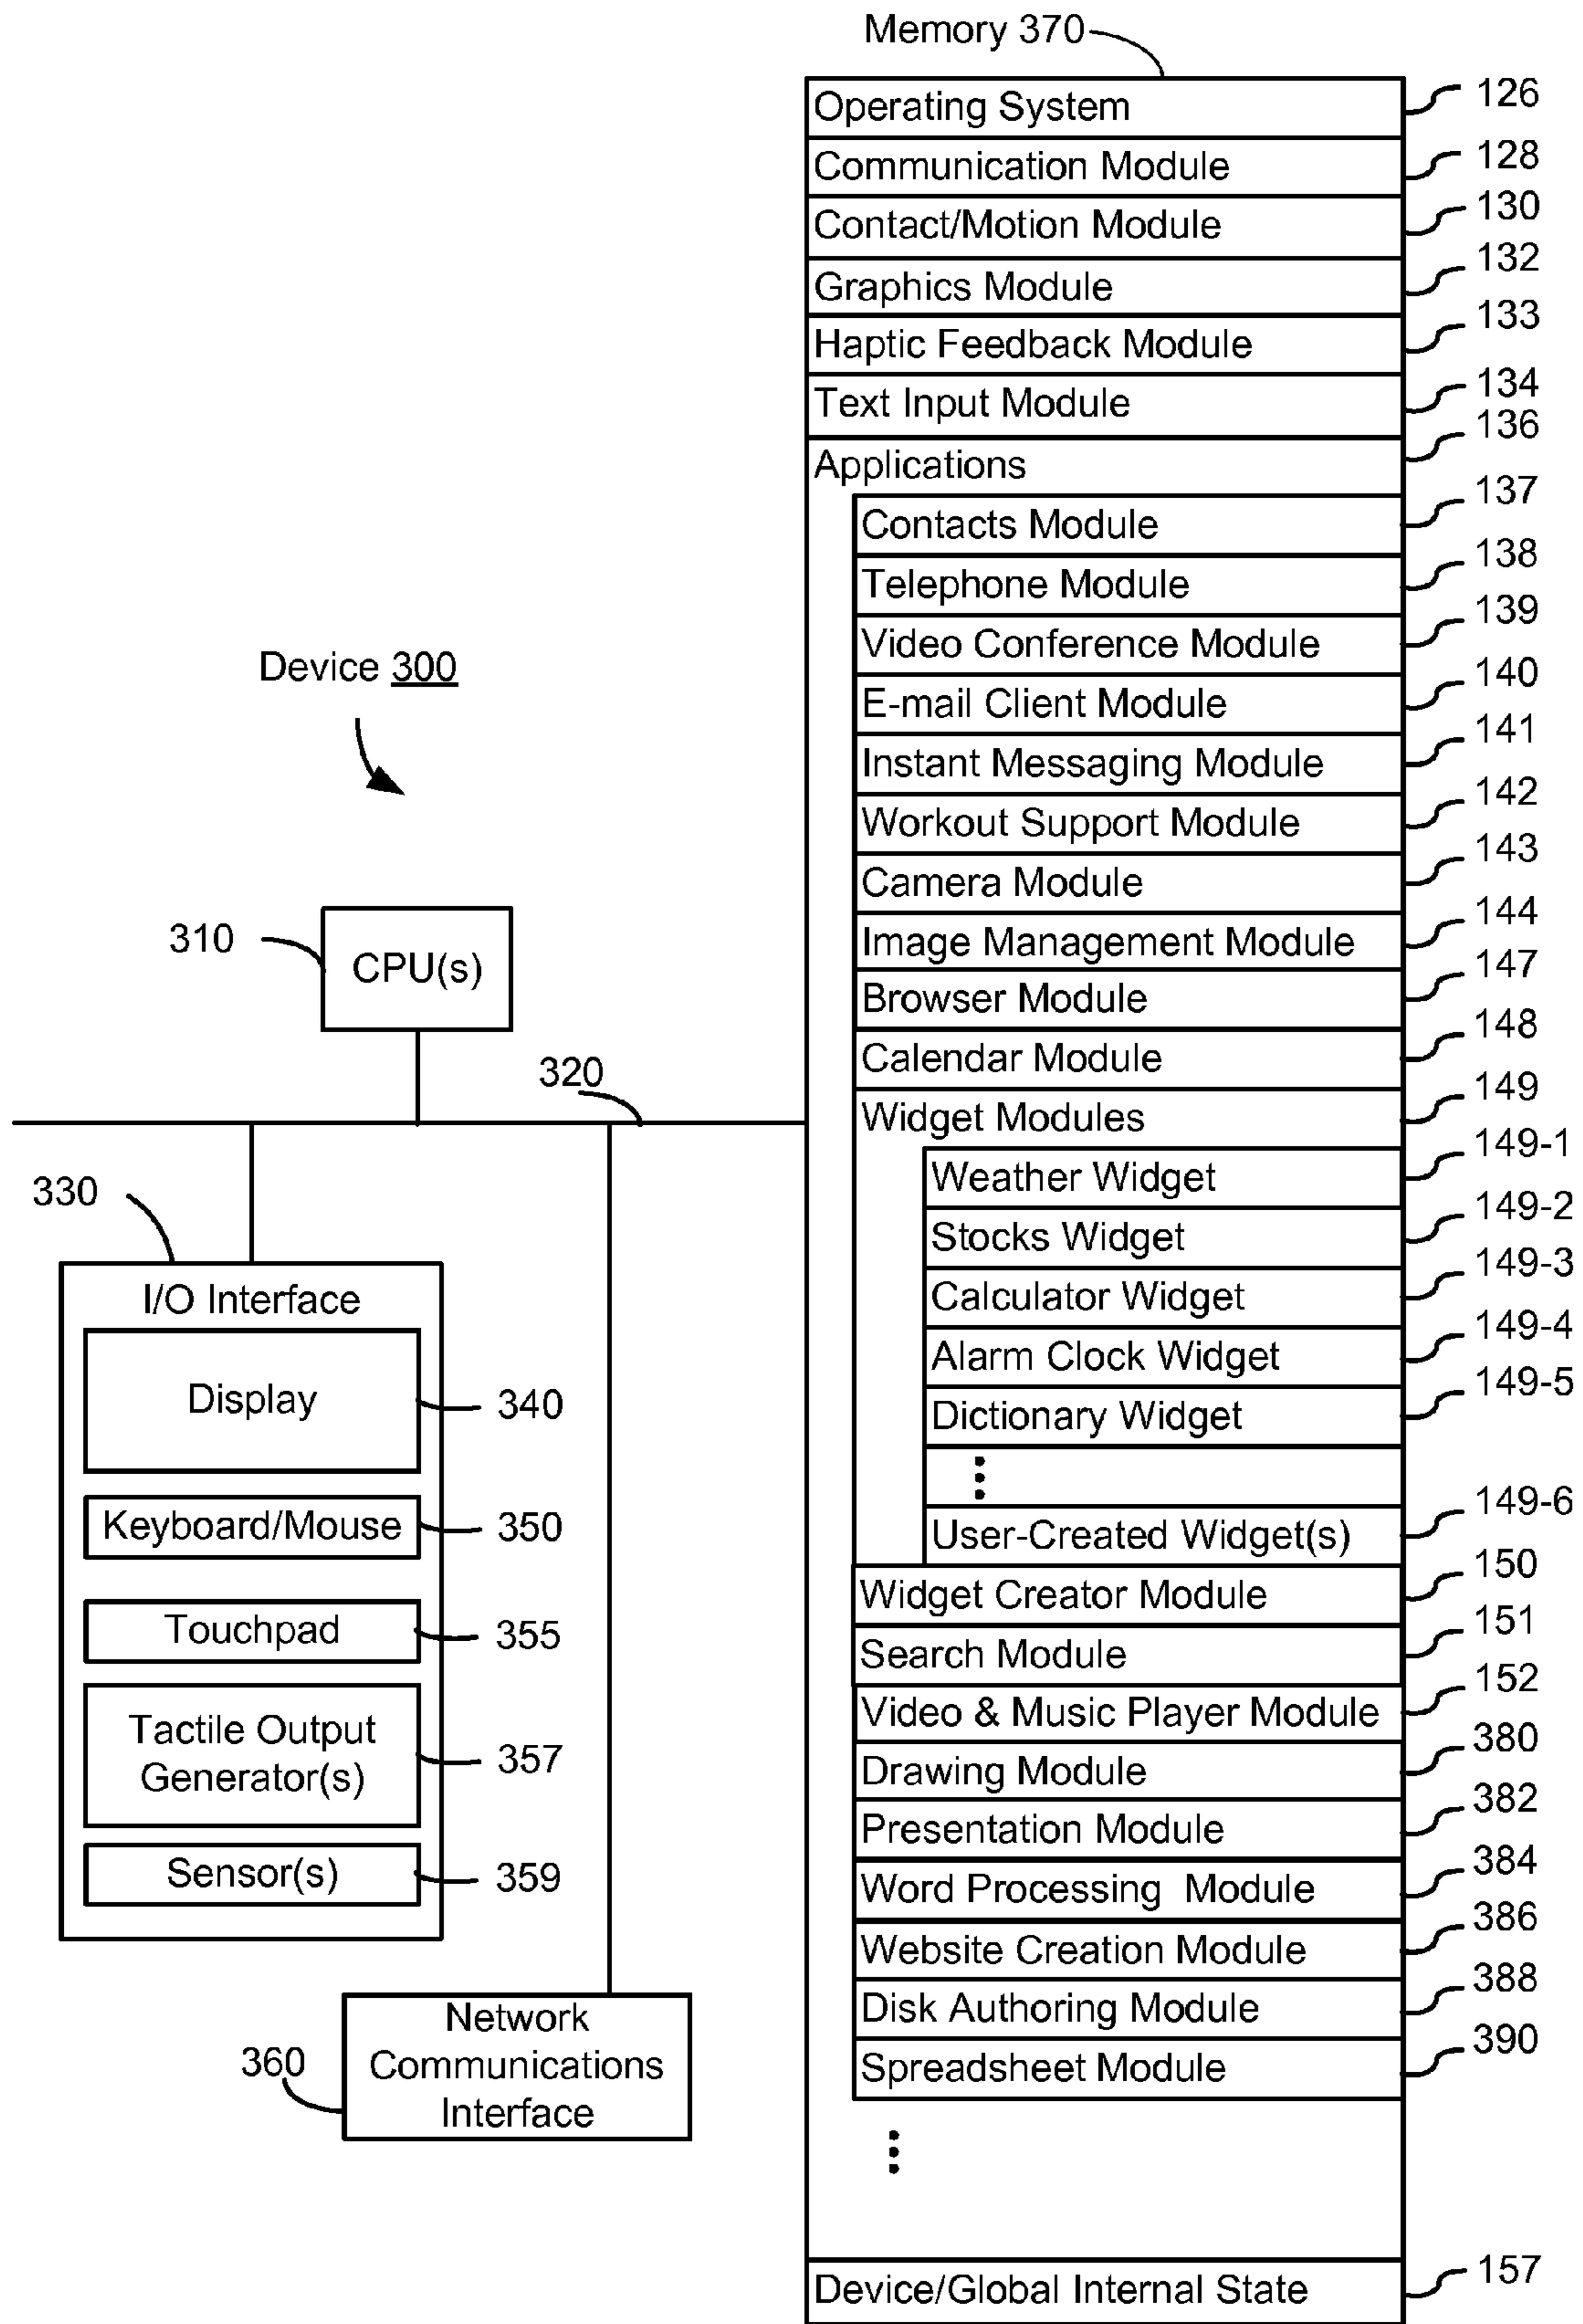 Memory 370
Operating System 126
Communication Module 128
Contact/Motion Module 130
Graphics Module 132
Haptic Feedback Module 133
Text Input Module 134
Applications 136
Contacts Module 137
Telephone Module 138
Video Conference Module 139
E-mail Client Module 140
Instant Messaging Module 141
Workout Support Module 142
Camera Module 143
Image Management Module 144
Browser Module 147
Calendar Module 148
Widget Modules 149
Weather Widget 149-1
Stocks Widget 149-2
Calculator Widget 149-3
Alarm Clock Widget 149-4
Dictionary Widget 149-5
User-Created Widget(s) 149-6
Widget Creator Module 150
Search Module 151
Video & Music Player Module 152
Drawing Module 380
Presentation Module 382
Word Processing Module 384
Website Creation Module 386
Disk Authoring Module 388
Spreadsheet Module 390
Device/Global Internal State 157
Device 300
310
CPU(s)
320
330
I/O Interface
Display 340
Keyboard/Mouse 350
Touchpad 355
Tactile Output
Generator(s) 357
Sensor(s) 359
Network
360 Communications
Interface